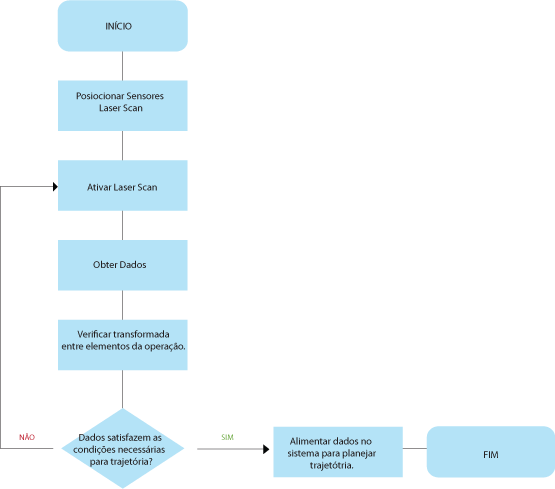 INÍCIO
Posiocionar Sensores
Laser Scan
Ativar Laser Scan
Obter Dados
Verificar transformada
entre elementos da operação.
Dados satisfazem as
condições necessárias
para trajetória?
NÃO
SIM
Alimentar dados no
sistema para planejar
trajetótria.
FIM